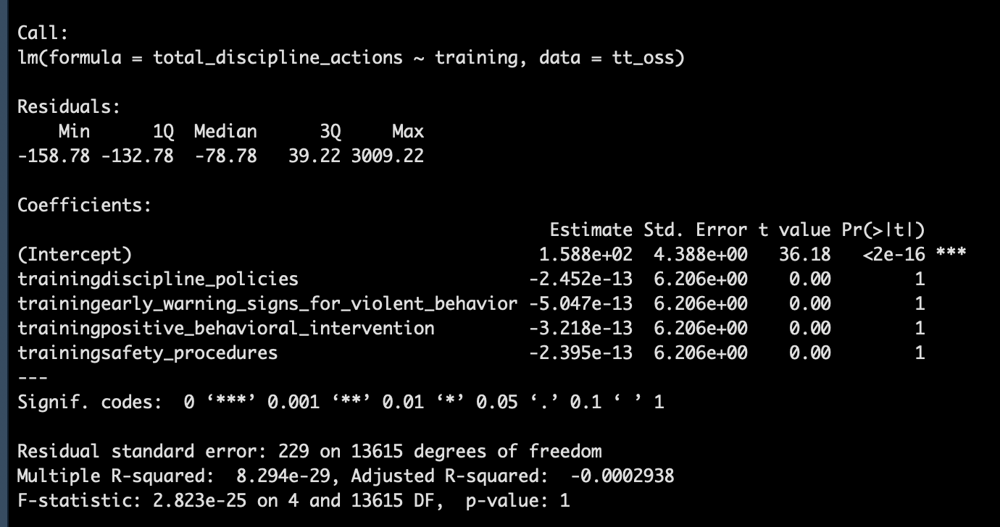 Call:
lm(formula = total_discipline_actions ~ training, data = tt_oss)
Residuals:
    Min      1Q  Median      3Q     Max
-158.78 -132.78  -78.78   39.22 3009.22
Coefficients:
                                                    Estimate Std. Error t value Pr(>|t|)
(Intercept)                                        1.588e+02  4.388e+00   36.18   <2e-16 ***
trainingdiscipline_policies                       -2.452e-13  6.206e+00    0.00        1
trainingearly_warning_signs_for_violent_behavior -5.047e-13  6.206e+00    0.00        1
trainingpositive_behavioral_intervention          -3.218e-13  6.206e+00    0.00        1
trainingsafety_procedures                         -2.395e-13  6.206e+00    0.00        1
---
Signif. codes:  0 ‘***’ 0.001 ‘**’ 0.01 ‘*’ 0.05 ‘.’ 0.1 ‘ ’ 1
Residual standard error: 229 on 13615 degrees of freedom
Multiple R-squared:  8.294e-29, Adjusted R-squared:  -0.0002938
F-statistic: 2.823e-25 on 4 and 13615 DF,  p-value: 1